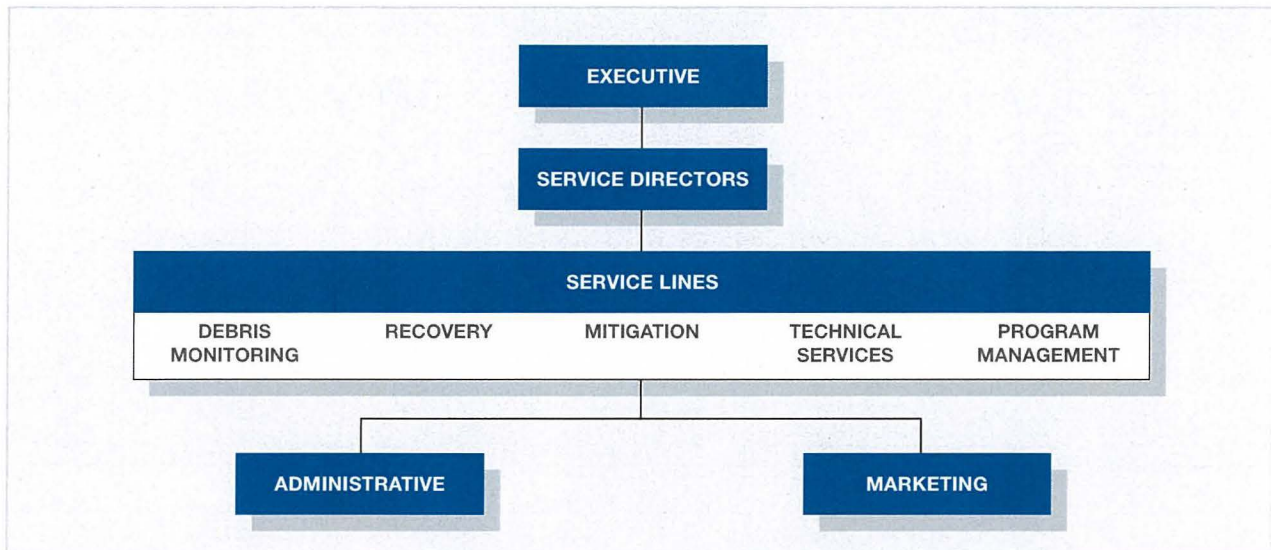 EXECUTIVE
SERVICE DIRECTORS
SERVICE LINES
DEBRIS
MONITORING
RECOVERY
MITIGATION
TECHNICAL
SERVICES
PROGRAM
MANAGEMENT
ADMINISTRATIVE
MARKETING